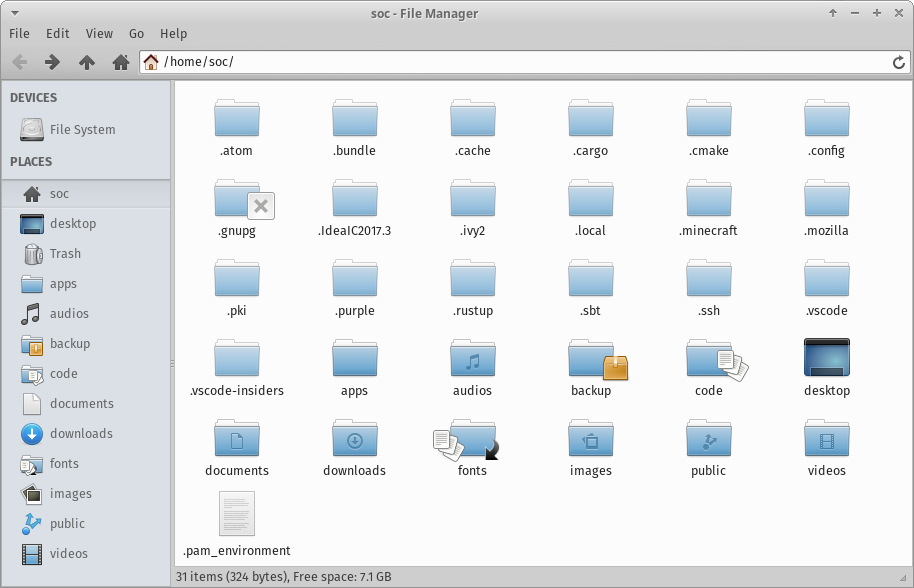 soc - File Manager
File Edit View Go Help
/home/soc/
DEVICES
File System
PLACES
soc
desktop
Trash
apps
audios
backup
code
documents
downloads
fonts
images
public
videos
.atom .bundle .cache .cargo .cmake .config
.gnupg .IdeaIC2017.3 .ivy2 .local .minecraft .mozilla
.pki .purple .rustup .sbt .ssh .vscode
.vscode-insiders apps audios backup code desktop
documents downloads fonts images public videos
.pam_environment
31 items (324 bytes), Free space: 7.1 GB